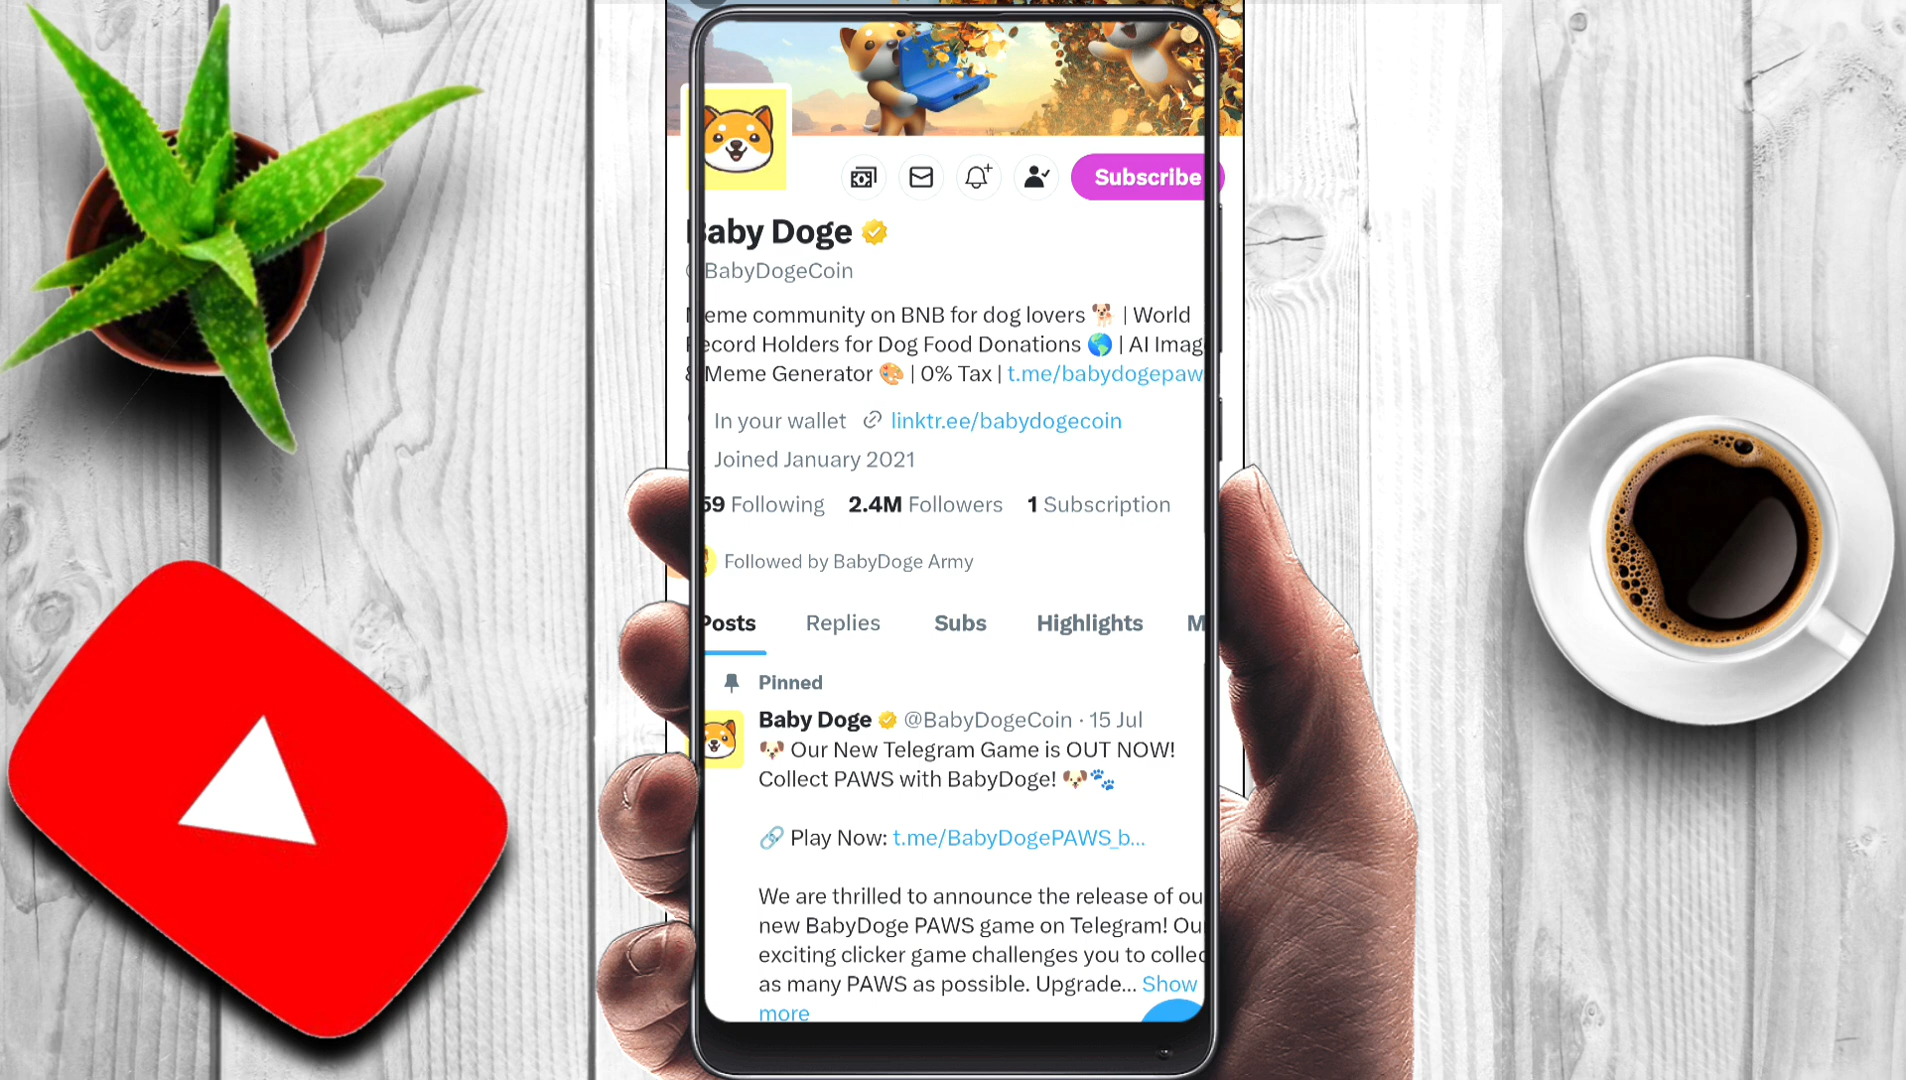 Subscribe
Baby Doge
@BabyDogeCoin
Meme community on BNB for dog lovers 🐕 | World
Record Holders for Dog Food Donations 🌎 | AI Imag
& Meme Generator 🎨 | 0% Tax | t.me/babydogepaw
In your wallet linktr.ee/babydogecoin
Joined January 2021
59 Following 2.4M Followers 1 Subscription
Followed by BabyDoge Army
Posts Replies Subs Highlights M
Pinned
Baby Doge @BabyDogeCoin · 15 Jul
🐶 Our New Telegram Game is OUT NOW!
Collect PAWS with BabyDoge! 🐶🐾
🔗 Play Now: t.me/BabyDogePAWS_b...
We are thrilled to announce the release of ou
new BabyDoge PAWS game on Telegram! Ou
exciting clicker game challenges you to collec
as many PAWS as possible. Upgrade... Show
more